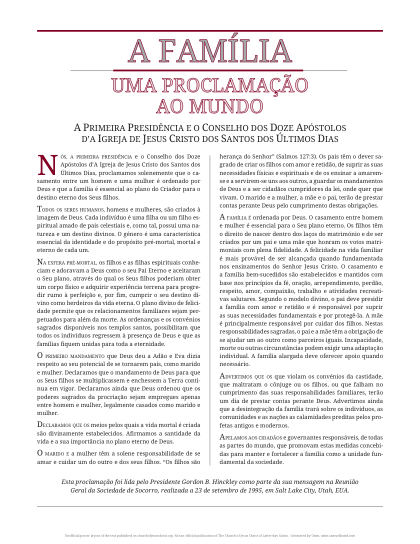 A FAMÍLIA
UMA PROCLAMAÇÃO
AO MUNDO
A Primeira Presidência e o Conselho dos Doze Apóstolos
d'A Igreja de Jesus Cristo dos Santos dos Últimos Dias
Nós, a primeira presidência e o Conselho dos Doze
Apóstolos d'A Igreja de Jesus Cristo dos Santos dos
Últimos Dias, proclamamos solenemente que o ca-
samento entre um homem e uma mulher é ordenado por
Deus e que a família é essencial ao plano do Criador para o
destino eterno dos Seus filhos.
Todos os seres humanos, homens e mulheres, são criados à
imagem de Deus. Cada indivíduo é uma filha ou um filho es-
piritual amado de pais celestiais e, como tal, possui uma na-
tureza e um destino divinos. O género é uma característica
essencial da identidade e do propósito pré-mortal, mortal e
eterno de cada um.
Na esfera pré-mortal, os filhos e as filhas espirituais conhe-
ciam e adoravam a Deus como o seu Pai Eterno e aceitaram
o Seu plano, através do qual os Seus filhos poderiam obter
um corpo físico e adquirir experiência terrena para progre-
dir rumo à perfeição e, por fim, cumprir o seu destino di-
vino como herdeiros da vida eterna. O plano divino de felici-
dade permite que os relacionamentos familiares sejam per-
petuados para além da morte. As ordenanças e os convénios
sagrados disponíveis nos templos santos, possibilitam que
todos os indivíduos regressem à presença de Deus e que as
famílias fiquem unidas para toda a eternidade.
O primeiro mandamento que Deus deu a Adão e Eva dizia
respeito ao seu potencial de se tornarem pais, como marido
e mulher. Declaramos que o mandamento de Deus para que
os Seus filhos se multiplicassem e enchessem a Terra conti-
nua em vigor. Declaramos ainda que Deus ordenou que os
poderes sagrados da procriação sejam empregues apenas
entre homem e mulher, legalmente casados como marido e
mulher.
Declaramos que os meios pelos quais a vida mortal é criada
são divinamente estabelecidos. Afirmamos a santidade da
vida e a sua importância no plano eterno de Deus.
O marido e a mulher têm a solene responsabilidade de se
amar e cuidar um do outro e dos seus filhos. "Os filhos são
herança do Senhor" (Salmos 127:3). Os pais têm o dever sa-
grado de criar os filhos com amor e retidão, de suprir as suas
necessidades físicas e espirituais e de os ensinar a amarem-
se e a servirem-se uns aos outros, a guardar os mandamentos
de Deus e a ser cidadãos cumpridores da lei, onde quer que
vivam. O marido e a mulher, a mãe e o pai, terão de prestar
contas perante Deus pelo cumprimento destas obrigações.
A família é ordenada por Deus. O casamento entre homem
e mulher é essencial para o Seu plano eterno. Os filhos têm
o direito de nascer dentro dos laços do matrimónio e de ser
criados por um pai e uma mãe que honram os votos matri-
moniais com plena fidelidade. A felicidade na vida familiar
é mais provável de ser alcançada quando fundamentada
nos ensinamentos do Senhor Jesus Cristo. O casamento e
a família bem-sucedidos são estabelecidos e mantidos com
base nos princípios da fé, oração, arrependimento, perdão,
respeito, amor, compaixão, trabalho e atividades recreati-
vas salutares. Segundo o modelo divino, o pai deve presidir
a família com amor e retidão e é responsável por suprir
as suas necessidades fundamentais e por protegê-la. A mãe
é principalmente responsável por cuidar dos filhos. Nestas
responsabilidades sagradas, o pai e a mãe têm a obrigação de
se ajudar um ao outro como parceiros iguais. Incapacidade,
morte ou outras circunstâncias podem exigir uma adaptação
individual. A família alargada deve oferecer apoio quando
necessário.
Advertimos que os que violam os convénios da castidade,
que maltratam o cônjuge ou os filhos, ou que falham no
cumprimento das suas responsabilidades familiares, terão
um dia de prestar contas perante Deus. Advertimos ainda
que a desintegração da família trará sobre os indivíduos, as
comunidades e as nações as calamidades preditas pelos pro-
fetas antigos e modernos.
Apelamos aos cidadãos e governantes responsáveis, de todas
as partes do mundo, que promovam estas medidas concebi-
das para manter e fortalecer a família como a unidade fun-
damental da sociedade.
Esta proclamação foi lida pelo Presidente Gordon B. Hinckley como parte da sua mensagem na Reunião
Geral da Sociedade de Socorro, realizada a 23 de setembro de 1995, em Salt Lake City, Utah, EUA.